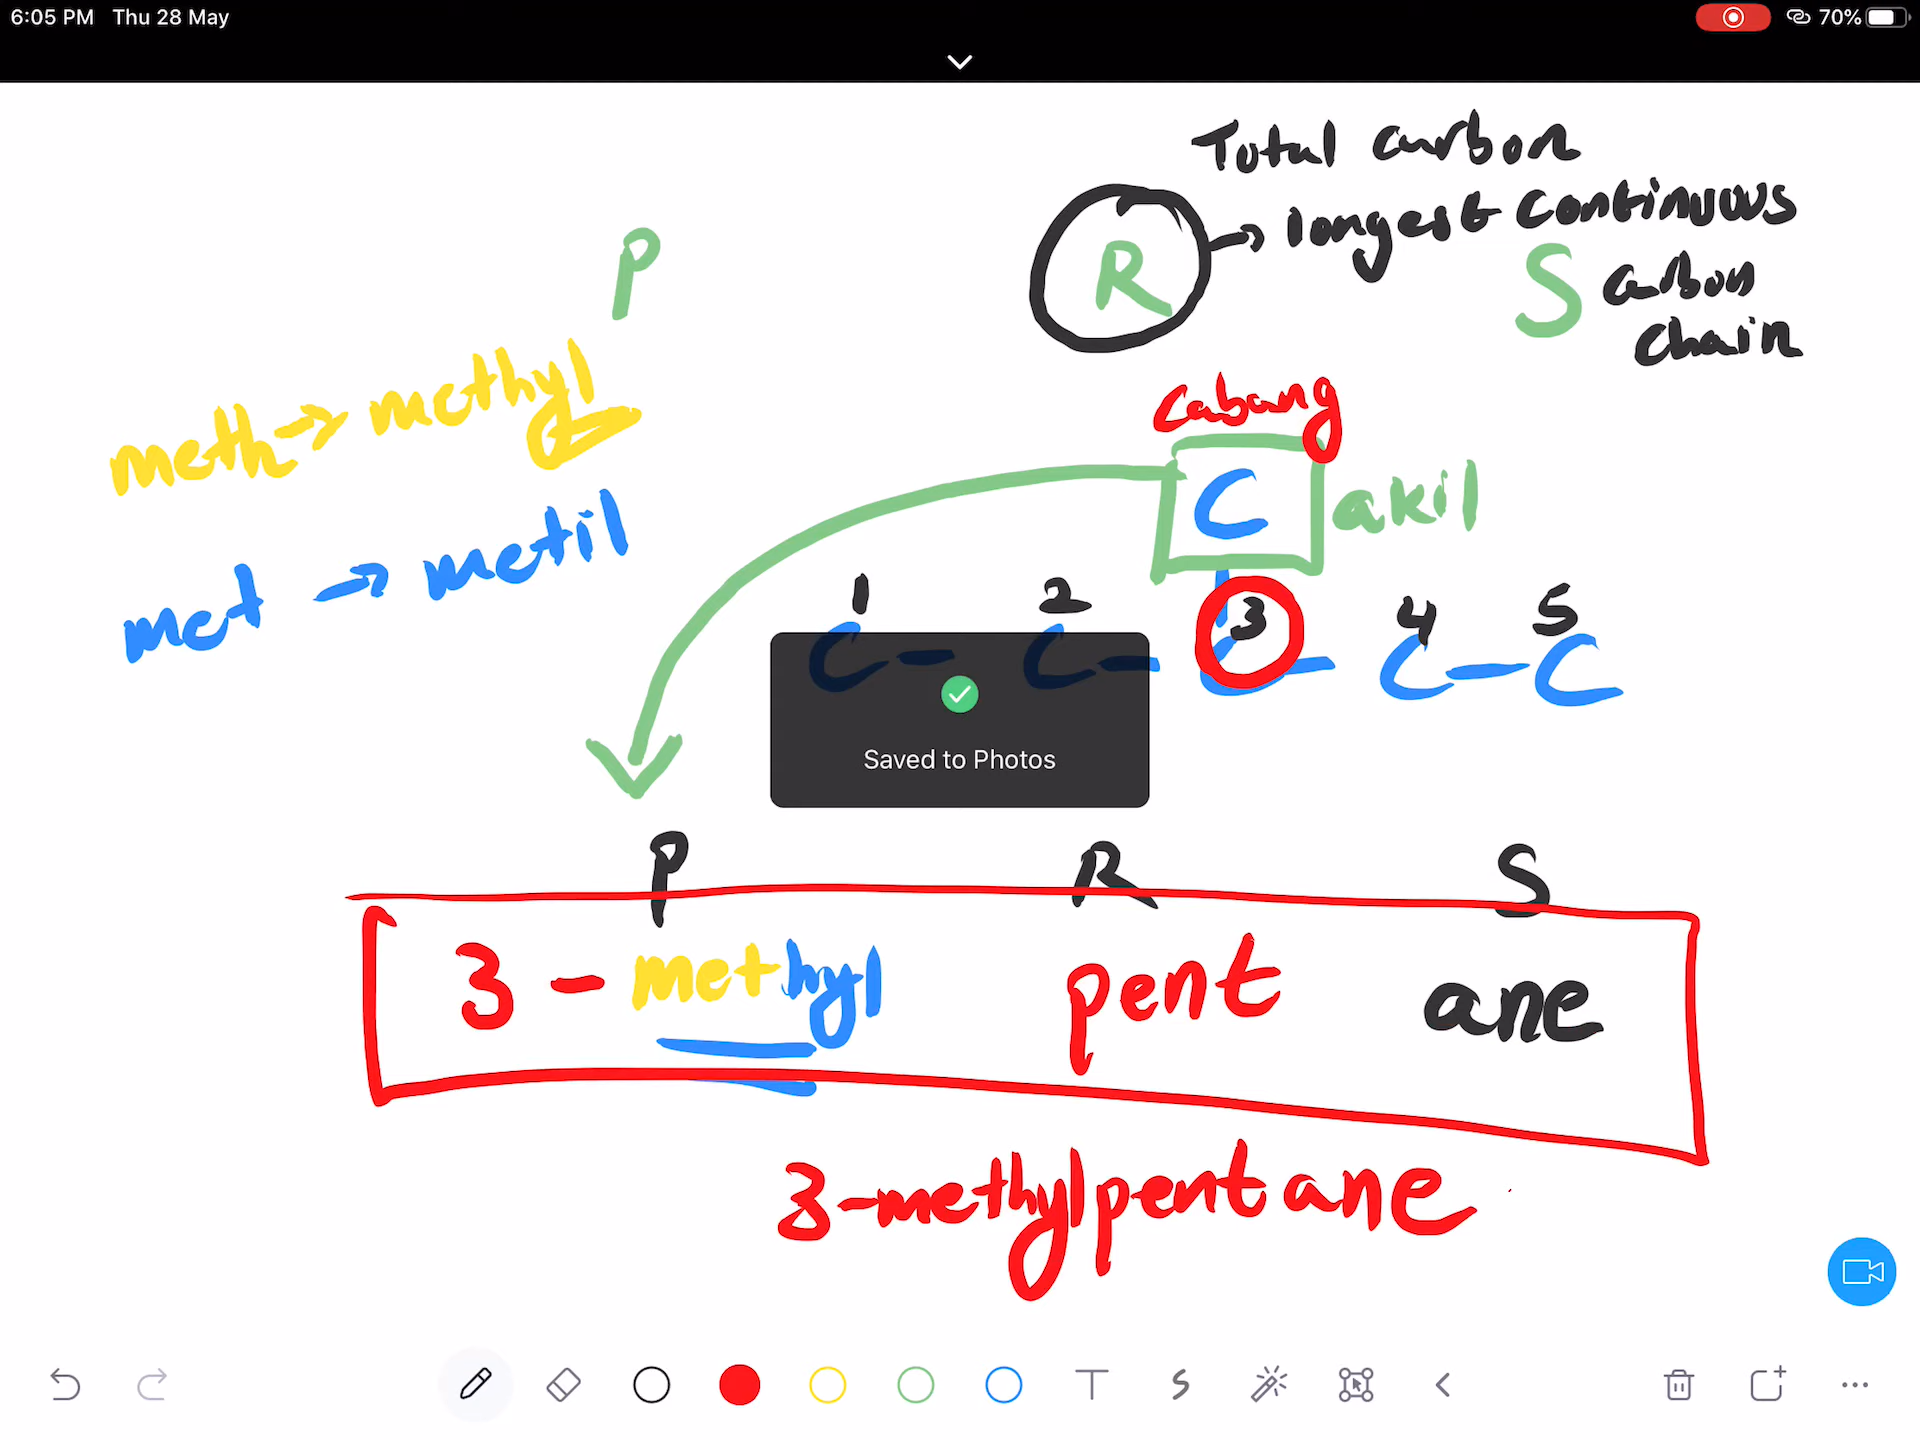 6:05 PM Thu 28 May
70%
Total carbon
P
R → longest continuous
S carbon
chain
meth → methyl
Cabang
C akil
met → metil
1 2 3 4 5
C - C - C - C - C
Saved to Photos
P R S
3 - methyl pent ane
3-methylpentane
T